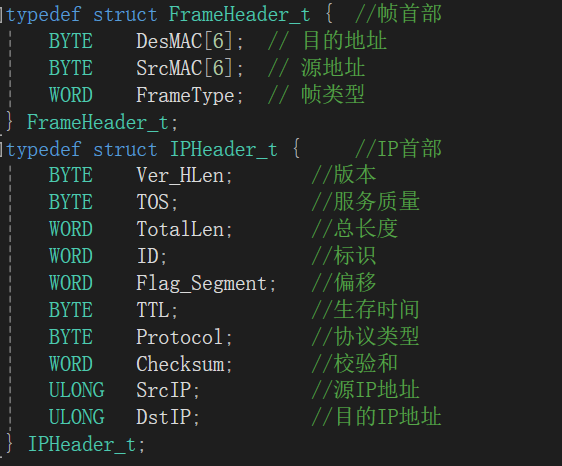 typedef struct FrameHeader_t {  //帧首部
    BYTE    DesMAC[6];  // 目的地址
    BYTE    SrcMAC[6];  // 源地址
    WORD    FrameType;  // 帧类型
} FrameHeader_t;
typedef struct IPHeader_t {     //IP首部
    BYTE    Ver_HLen;       //版本
    BYTE    TOS;            //服务质量
    WORD    TotalLen;       //总长度
    WORD    ID;             //标识
    WORD    Flag_Segment;   //偏移
    BYTE    TTL;            //生存时间
    BYTE    Protocol;       //协议类型
    WORD    Checksum;       //校验和
    ULONG   SrcIP;          //源IP地址
    ULONG   DstIP;          //目的IP地址
} IPHeader_t;